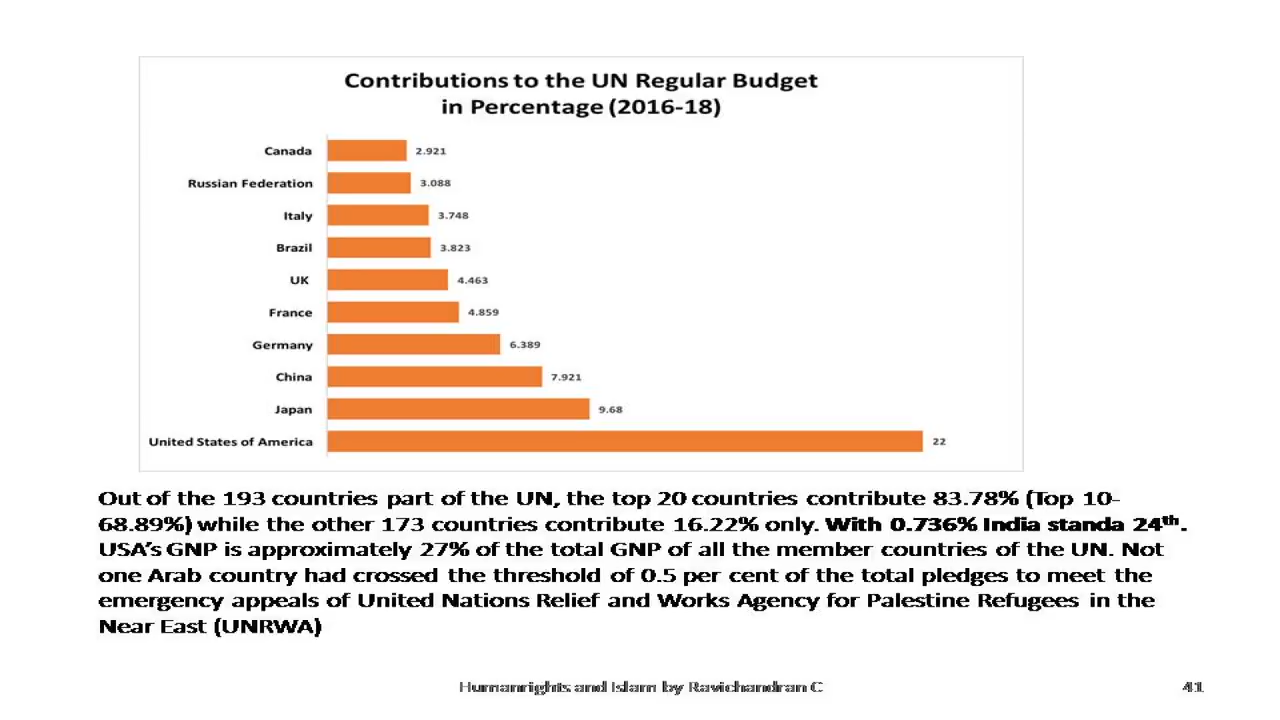 Contributions to the UN Regular Budget
in Percentage (2016-18)
Canada 2.921
Russian Federation 3.088
Italy 3.748
Brazil 3.823
UK 4.463
France 4.859
Germany 6.389
China 7.921
Japan 9.68
United States of America 22
Out of the 193 countries part of the UN, the top 20 countries contribute 83.78% (Top 10-
68.89%) while the other 173 countries contribute 16.22% only. With 0.736% India standa 24th.
USA's GNP is approximately 27% of the total GNP of all the member countries of the UN. Not
one Arab country had crossed the threshold of 0.5 per cent of the total pledges to meet the
emergency appeals of United Nations Relief and Works Agency for Palestine Refugees in the
Near East (UNRWA)
Humanrights and Islam by Ravichandran C 41